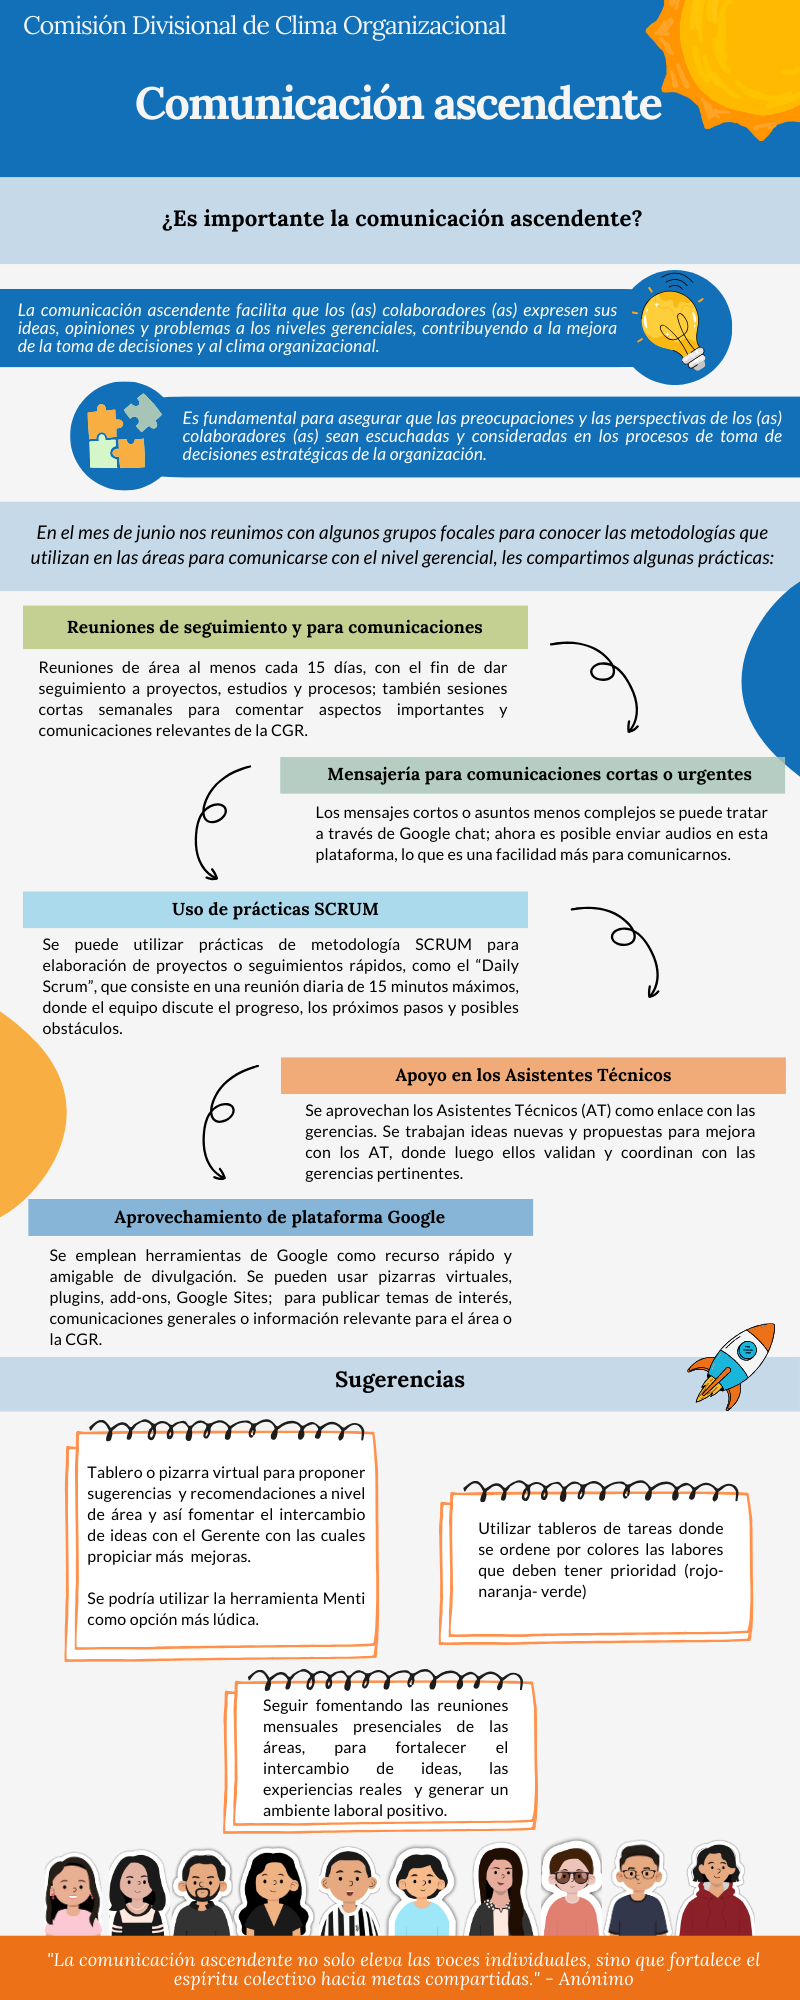 Comisión Divisional de Clima Organizacional
Comunicación ascendente
¿Es importante la comunicación ascendente?
La comunicación ascendente facilita que los (as) colaboradores (as) expresen sus
ideas, opiniones y problemas a los niveles gerenciales, contribuyendo a la mejora
de la toma de decisiones y al clima organizacional.
Es fundamental para asegurar que las preocupaciones y las perspectivas de los (as)
colaboradores (as) sean escuchadas y consideradas en los procesos de toma de
decisiones estratégicas de la organización.
En el mes de junio nos reunimos con algunos grupos focales para conocer las metodologías que
utilizan en las áreas para comunicarse con el nivel gerencial, les compartimos algunas prácticas:
Reuniones de seguimiento y para comunicaciones
Reuniones de área al menos cada 15 días, con el fin de dar
seguimiento a proyectos, estudios y procesos; también sesiones
cortas semanales para comentar aspectos importantes y
comunicaciones relevantes de la CGR.
Mensajería para comunicaciones cortas o urgentes
Los mensajes cortos o asuntos menos complejos se puede tratar
a través de Google chat; ahora es posible enviar audios en esta
plataforma, lo que es una facilidad más para comunicarnos.
Uso de prácticas SCRUM
Se puede utilizar prácticas de metodología SCRUM para
elaboración de proyectos o seguimientos rápidos, como el “Daily
Scrum”, que consiste en una reunión diaria de 15 minutos máximos,
donde el equipo discute el progreso, los próximos pasos y posibles
obstáculos.
Apoyo en los Asistentes Técnicos
Se aprovechan los Asistentes Técnicos (AT) como enlace con las
gerencias. Se trabajan ideas nuevas y propuestas para mejora
con los AT, donde luego ellos validan y coordinan con las
gerencias pertinentes.
Aprovechamiento de plataforma Google
Se emplean herramientas de Google como recurso rápido y
amigable de divulgación. Se pueden usar pizarras virtuales,
plugins, add-ons, Google Sites; para publicar temas de interés,
comunicaciones generales o información relevante para el área o
la CGR.
Sugerencias
Tablero o pizarra virtual para proponer
sugerencias y recomendaciones a nivel
de área y así fomentar el intercambio
de ideas con el Gerente con las cuales
propiciar más mejoras.
Se podría utilizar la herramienta Menti
como opción más lúdica.
Utilizar tableros de tareas donde
se ordene por colores las labores
que deben tener prioridad (rojo-
naranja- verde)
Seguir fomentando las reuniones
mensuales presenciales de las
áreas, para fortalecer el
intercambio de ideas, las
experiencias reales y generar un
ambiente laboral positivo.
"La comunicación ascendente no solo eleva las voces individuales, sino que fortalece el
espíritu colectivo hacia metas compartidas." - Anónimo